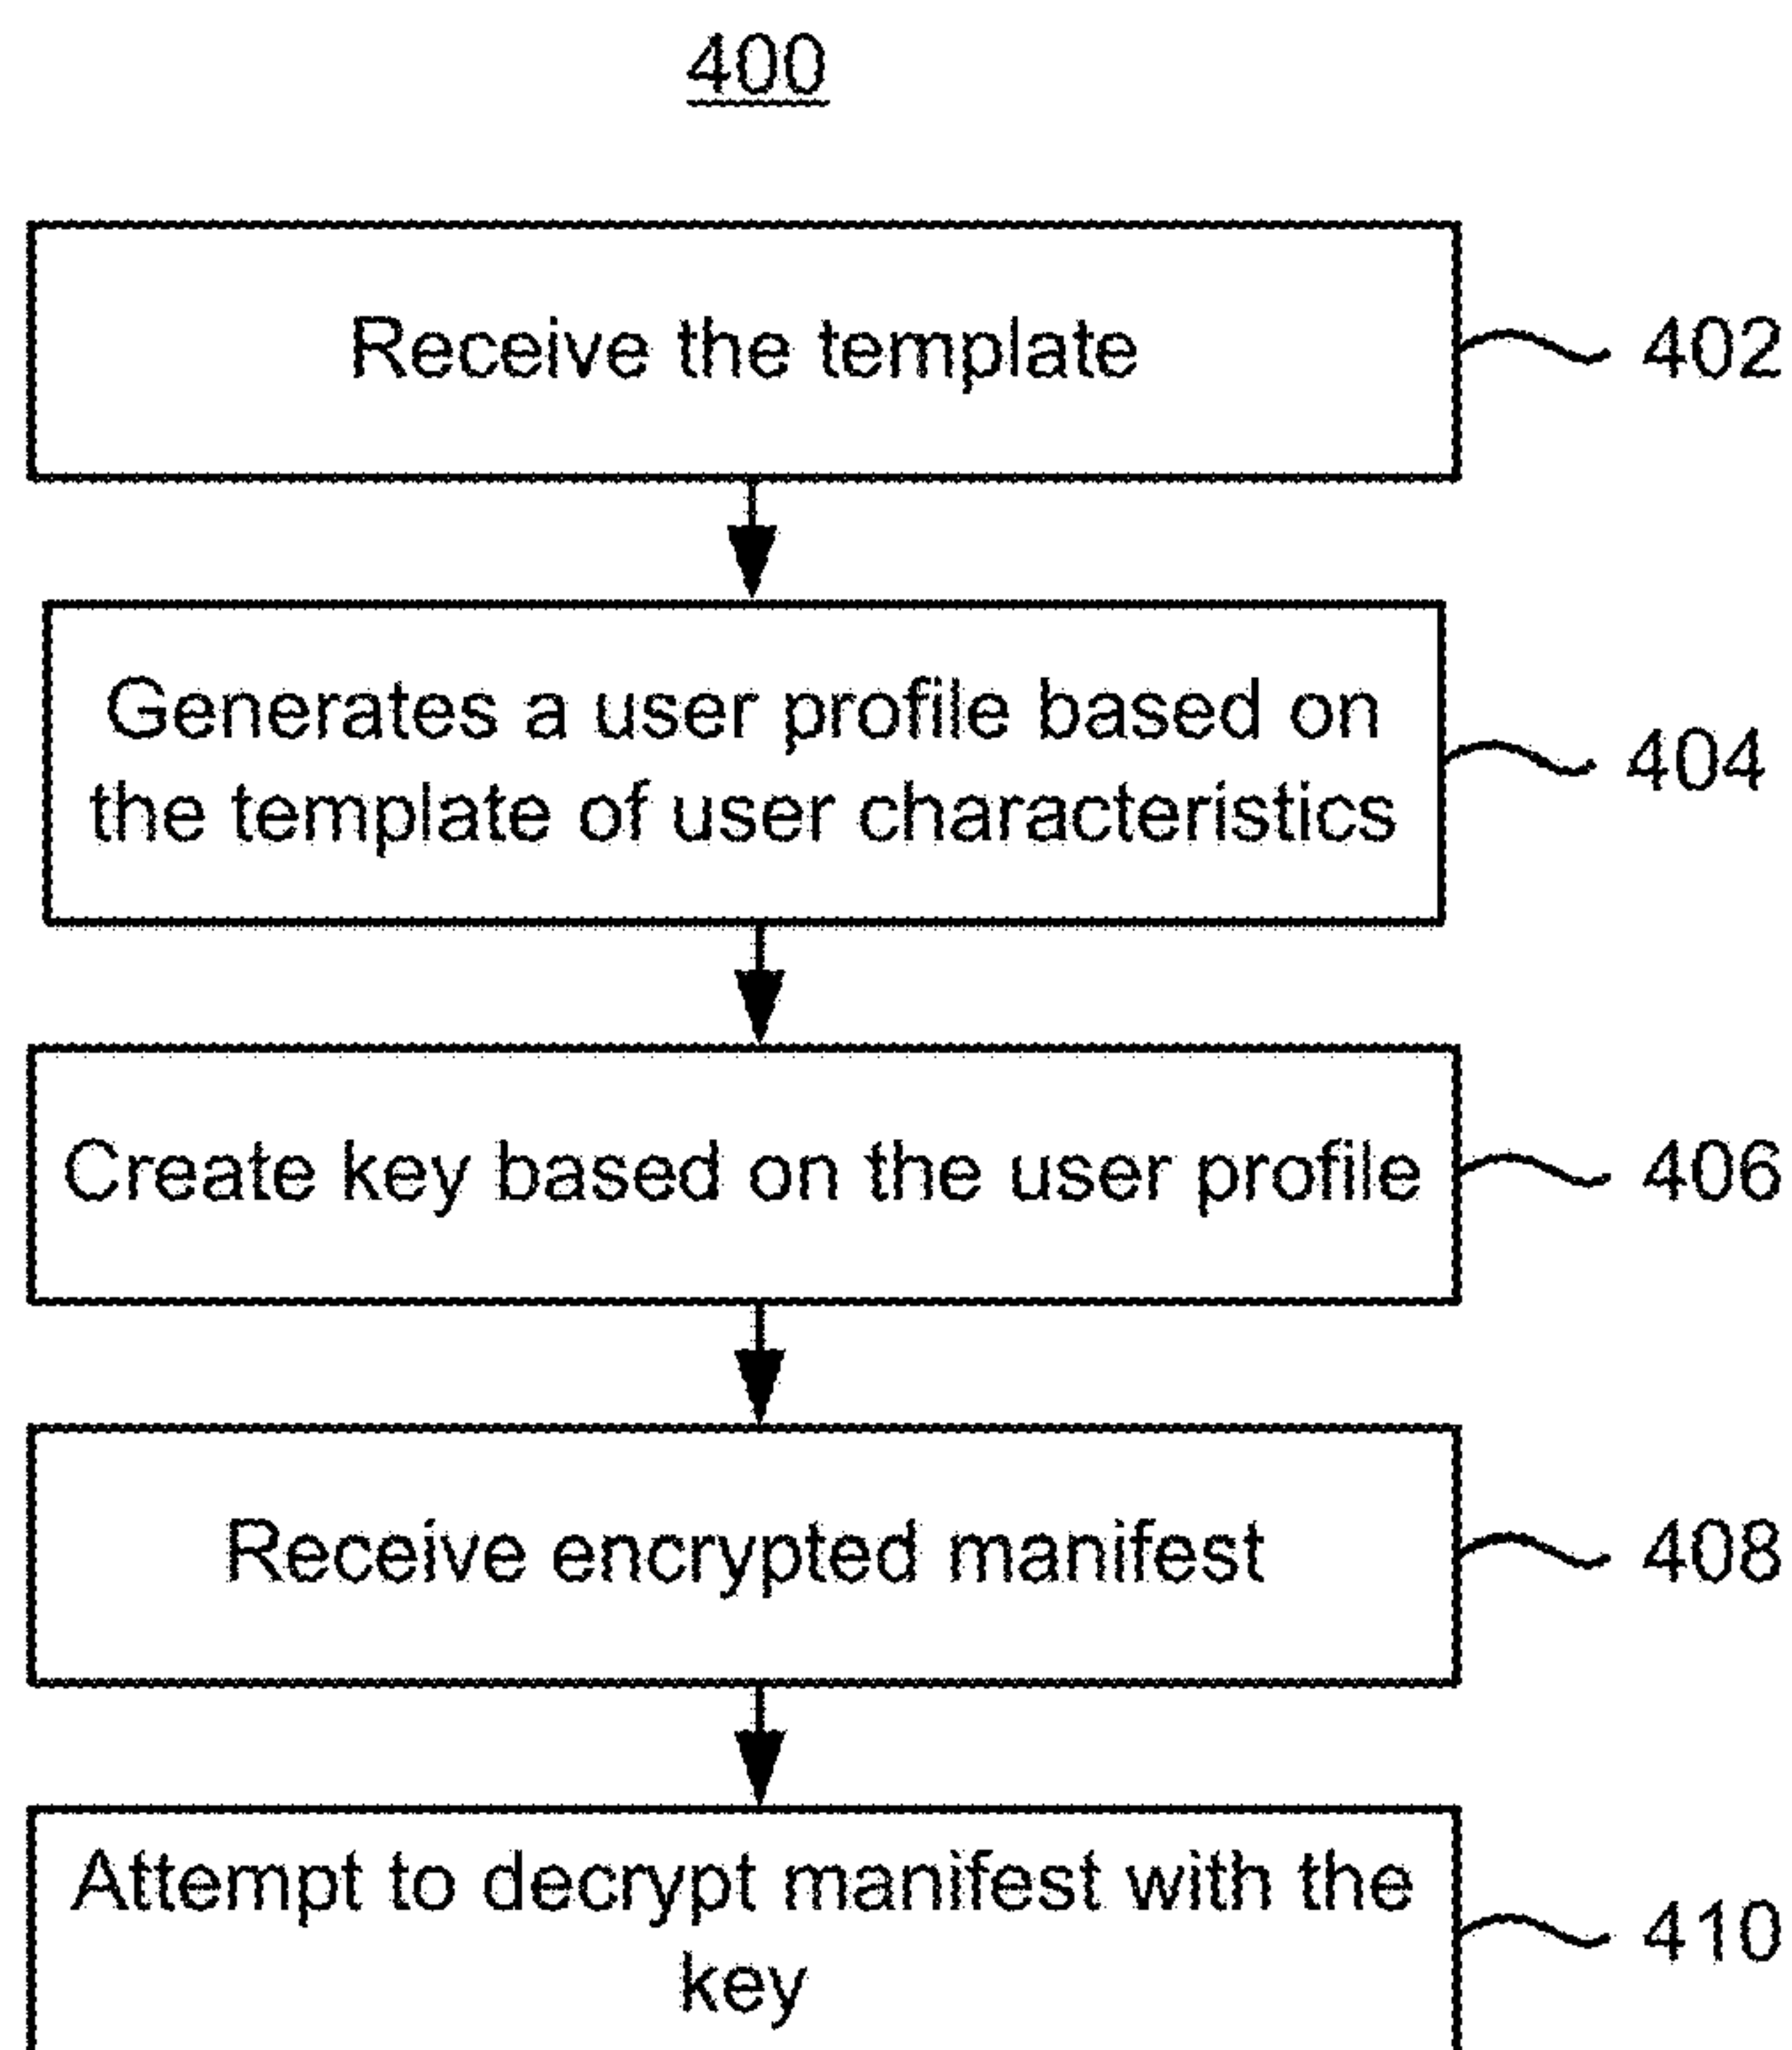 400
Receive the template
402
Generates a user profile based on
the template of user characteristics
404
Create key based on the user profile
406
Receive encrypted manifest
408
Attempt to decrypt manifest with the
key
410